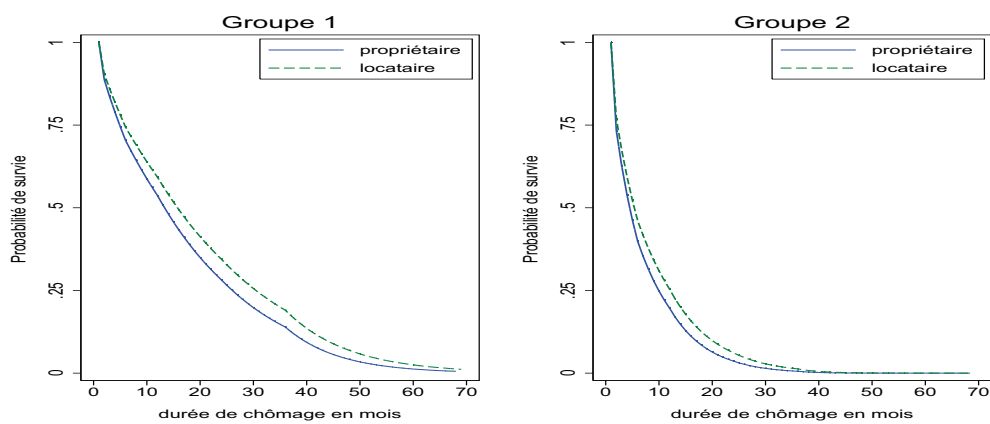 Groupe 1
propriétaire
locataire
Probabilité de survie
1
.75
.5
.25
0
0 10 20 30 40 50 60 70
durée de chômage en mois
Groupe 2
propriétaire
locataire
Probabilité de survie
1
.75
.5
.25
0
0 10 20 30 40 50 60 70
durée de chômage en mois